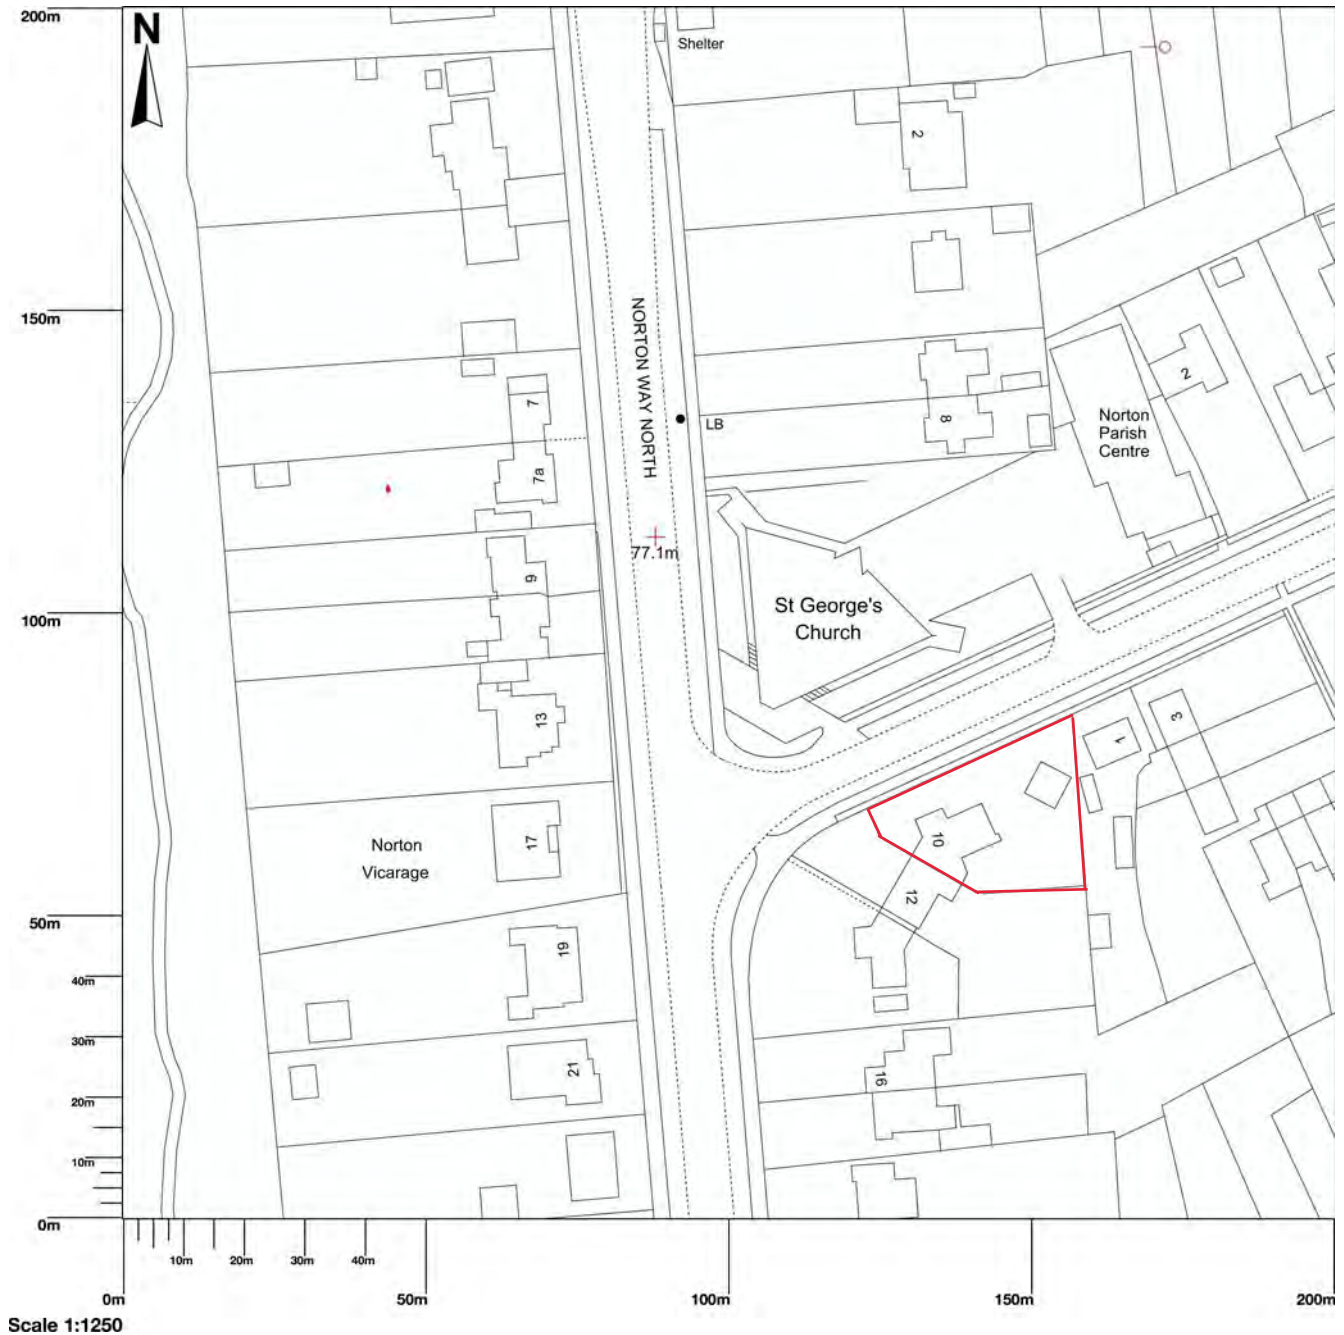 200m
N
Shelter
2
150m
NORTON WAY NORTH
7
LB
8
Norton
Parish
Centre
2
7a
77.1m
9
100m
St George's
Church
13
3
1
Norton
Vicarage
17
10
12
50m
19
40m
30m
21
16
20m
10m
0m
10m
20m
30m
40m
0m
50m
100m
150m
200m
Scale 1:1250